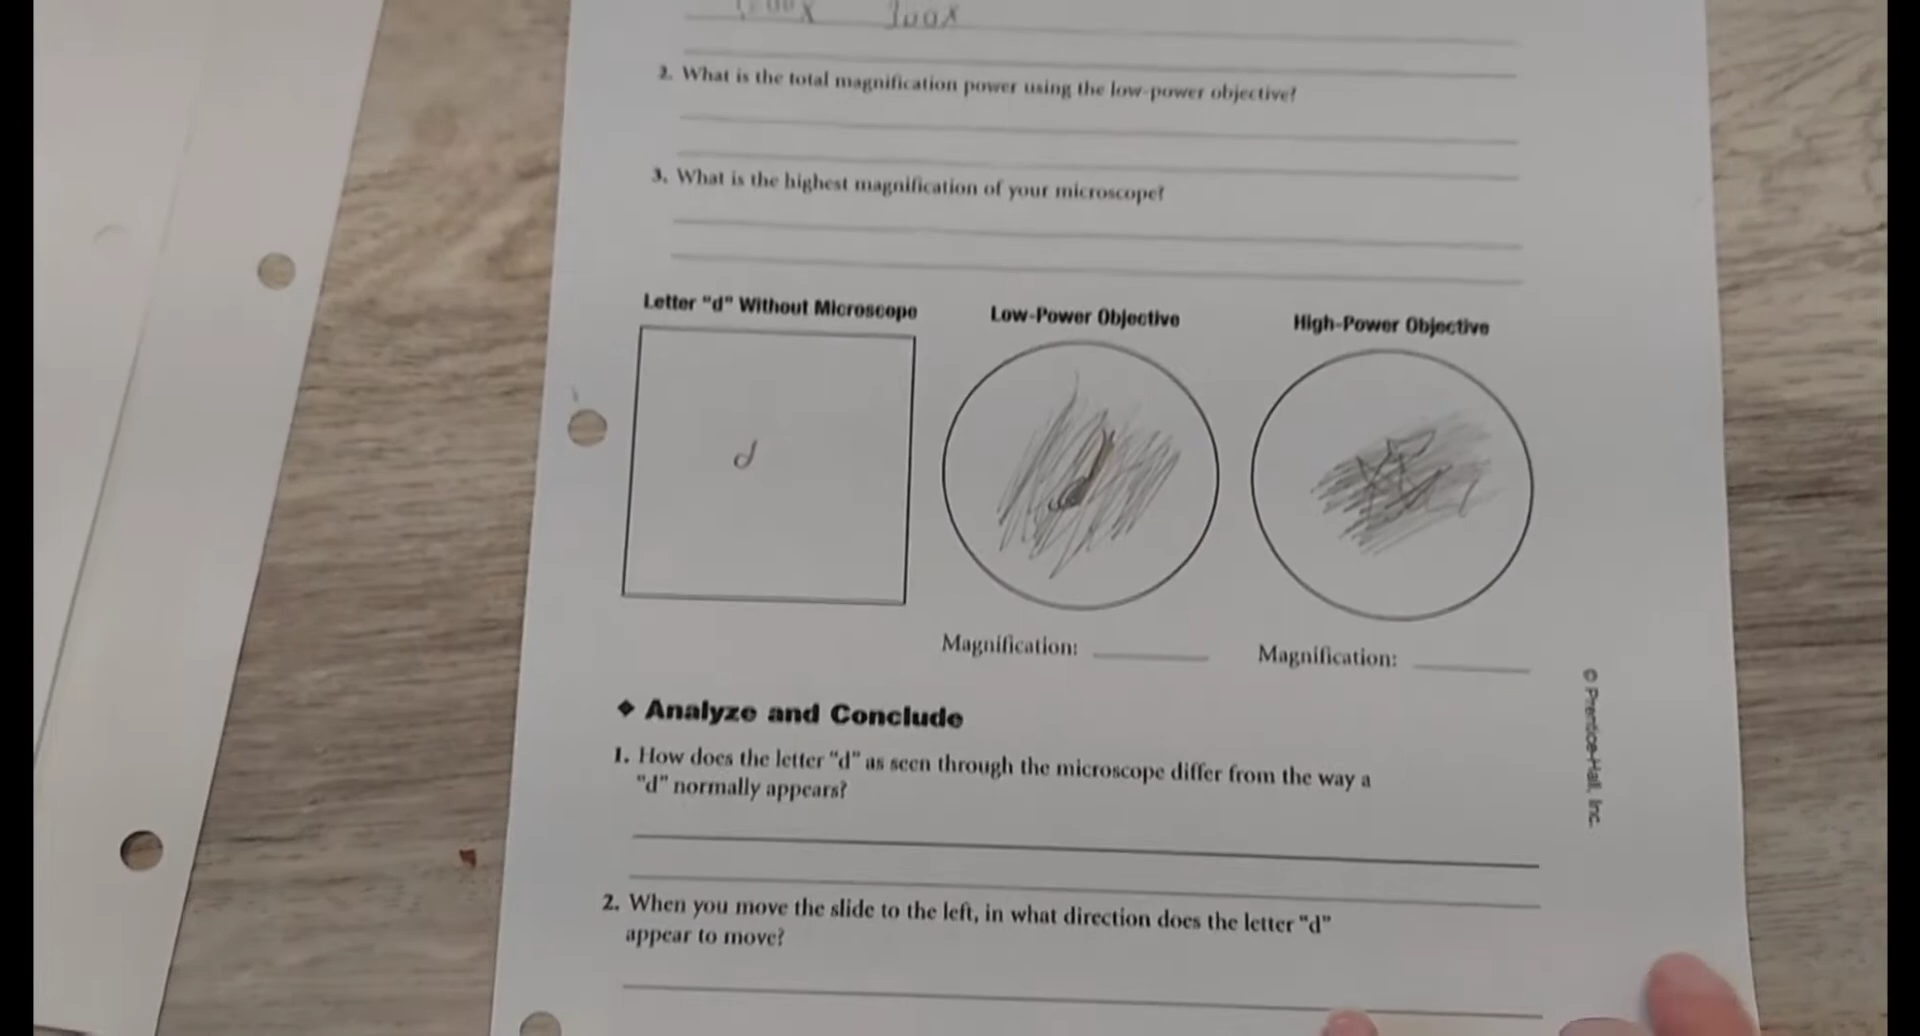 300x
2. What is the total magnification power using the low-power objective?
3. What is the highest magnification of your microscope?
Letter "d" Without Microscope
Low-Power Objective
High-Power Objective
d
Magnification:
Magnification:
❖ Analyze and Conclude
1. How does the letter "d" as seen through the microscope differ from the way a
"d" normally appears?
2. When you move the slide to the left, in what direction does the letter "d"
appear to move?
© Prentice-Hall, Inc.